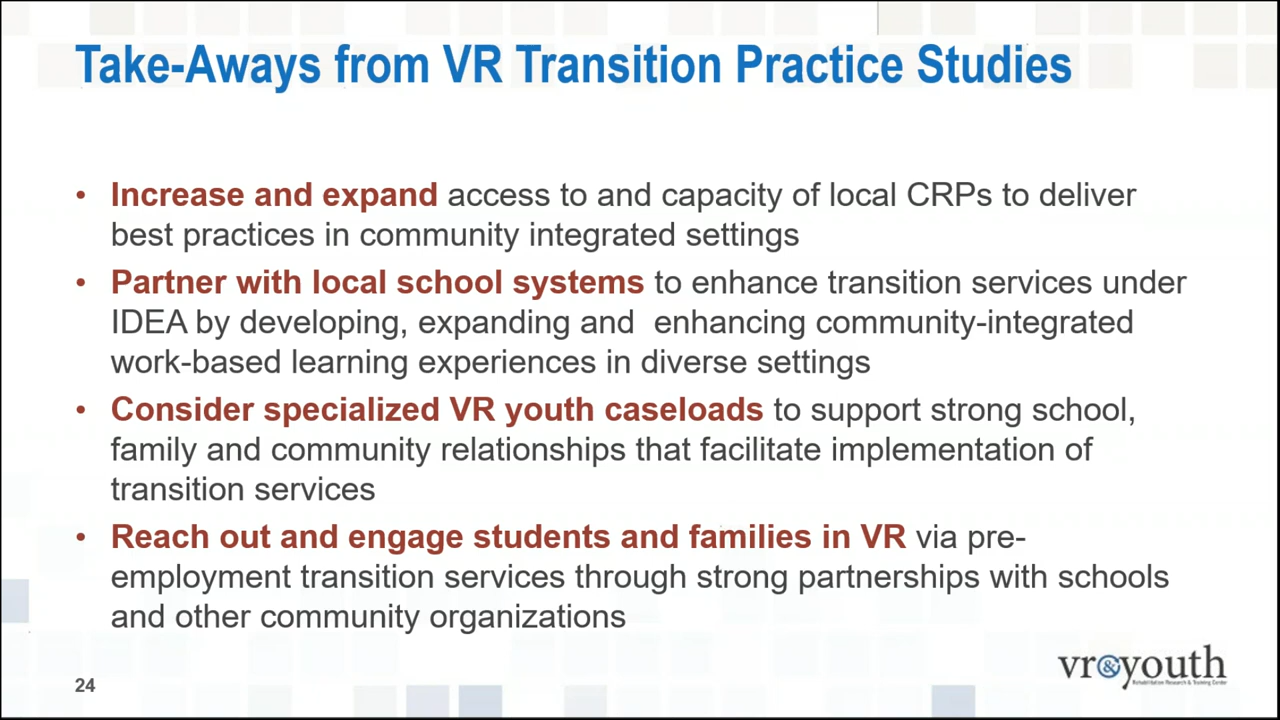 Take-Aways from VR Transition Practice Studies
• Increase and expand access to and capacity of local CRPs to deliver
best practices in community integrated settings
• Partner with local school systems to enhance transition services under
IDEA by developing, expanding and  enhancing community-integrated
work-based learning experiences in diverse settings
• Consider specialized VR youth caseloads to support strong school,
family and community relationships that facilitate implementation of
transition services
• Reach out and engage students and families in VR via pre-
employment transition services through strong partnerships with schools
and other community organizations
24
vr&youth
Rehabilitation Research & Training Center